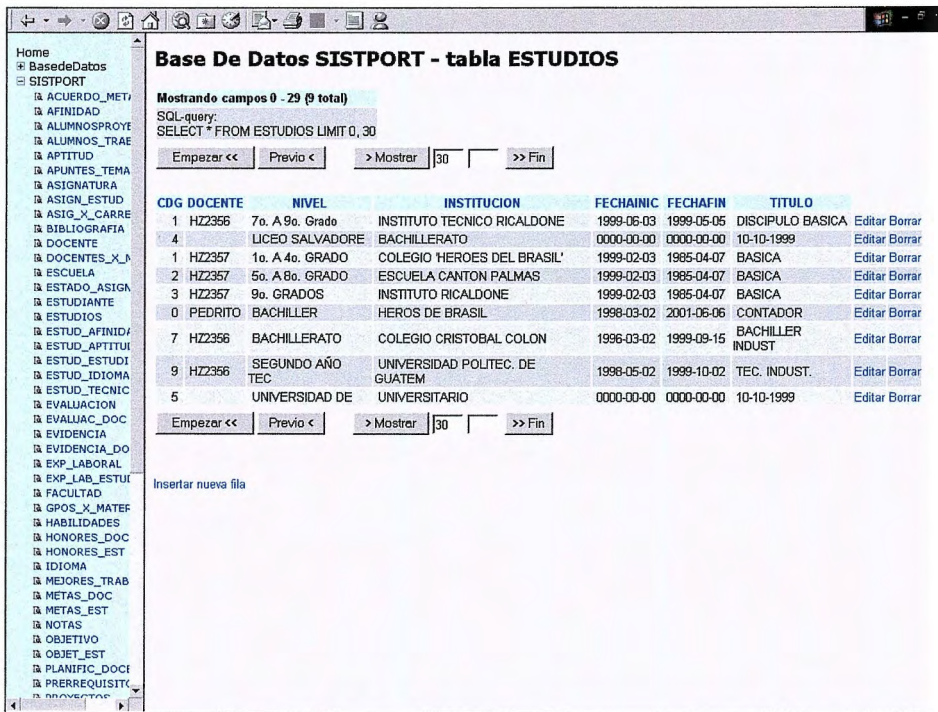 Home
BasedeDatos
SISTPORT
ACUERDO_META
AFINIDAD
ALUMNOSPROYE
ALUMNOS_TRAE
APTITUD
APUNTES_TEMA
ASIGNATURA
ASIGN_ESTUD
ASIG_X_CARRE
BIBLIOGRAFIA
DOCENTE
DOCENTES_X_M
ESCUELA
ESTADO_ASIGN
ESTUDIANTE
ESTUDIOS
ESTUD_AFINIDA
ESTUD_APTITUD
ESTUD_ESTUDI
ESTUD_IDIOMA
ESTUD_TECNIC
EVALUACION
EVALUAC_DOC
EVIDENCIA
EVIDENCIA_DO
EXP_LABORAL
EXP_LAB_ESTUD
FACULTAD
GPOS_X_MATER
HABILIDADES
HONORES_DOC
HONORES_EST
IDIOMA
MEJORES_TRAB
METAS_DOC
METAS_EST
NOTAS
OBJETIVO
OBJET_EST
PLANIFIC_DOCE
PRERREQUISITO
PROYECTOS
Base De Datos SISTPORT - tabla ESTUDIOS
Mostrando campos 0 - 29 (9 total)
SQL-query:
SELECT * FROM ESTUDIOS LIMIT 0, 30
Empezar << Previo < > Mostrar 30 >> Fin
CDG DOCENTE NIVEL INSTITUCION FECHAINIC FECHAFIN TITULO
1 HZ2356 7o. A 9o. Grado INSTITUTO TECNICO RICALDONE 1999-06-03 1999-05-05 DISCIPULO BASICA Editar Borrar
4 LICEO SALVADORE BACHILLERATO 0000-00-00 0000-00-00 10-10-1999 Editar Borrar
1 HZ2357 1o. A 4o. GRADO COLEGIO 'HEROES DEL BRASIL' 1999-02-03 1985-04-07 BASICA Editar Borrar
2 HZ2357 5o. A 8o. GRADO ESCUELA CANTON PALMAS 1999-02-03 1985-04-07 BASICA Editar Borrar
3 HZ2357 9o. GRADOS INSTITUTO RICALDONE 1999-02-03 1985-04-07 BASICA Editar Borrar
0 PEDRITO BACHILLER HEROS DE BRASIL 1998-03-02 2001-06-06 CONTADOR Editar Borrar
7 HZ2356 BACHILLERATO COLEGIO CRISTOBAL COLON 1996-03-02 1999-09-15 BACHILLER INDUST Editar Borrar
9 HZ2356 SEGUNDO AÑO TEC UNIVERSIDAD POLITEC. DE GUATEM 1998-05-02 1999-10-02 TEC. INDUST. Editar Borrar
5 UNIVERSIDAD DE UNIVERSITARIO 0000-00-00 0000-00-00 10-10-1999 Editar Borrar
Empezar << Previo < > Mostrar 30 >> Fin
Insertar nueva fila